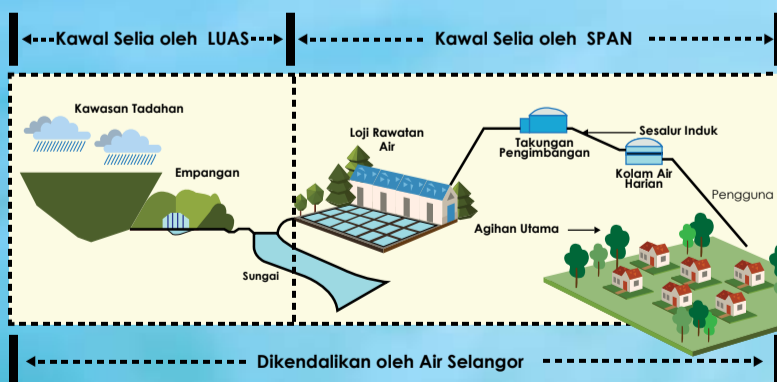 Kawal Selia oleh LUAS
Kawal Selia oleh SPAN
Kawasan Tadahan
Empangan
Sungai
Loji Rawatan
Air
Takungan
Pengimbangan
Sesalur Induk
Kolam Air
Harian
Pengguna
Agihan Utama
Dikendalikan oleh Air Selangor